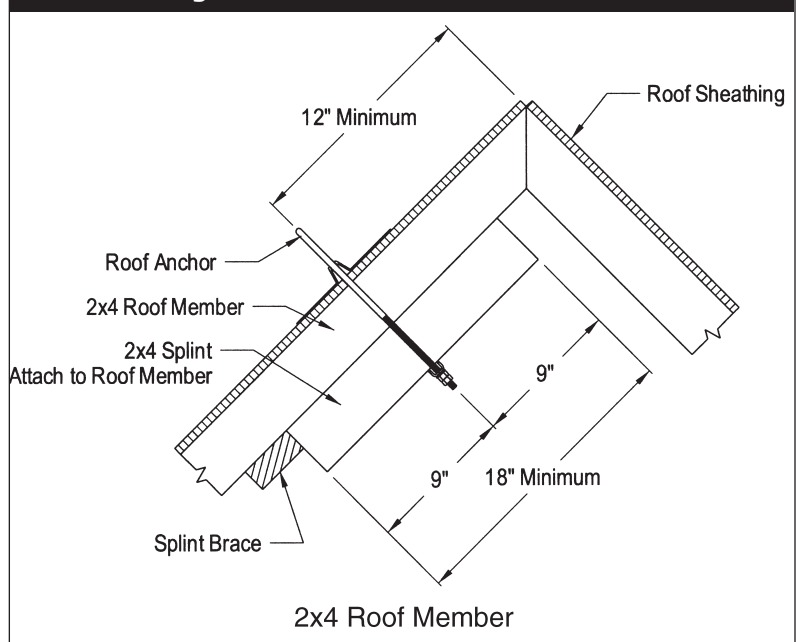 12" Minimum
Roof Sheathing
Roof Anchor
2x4 Roof Member
2x4 Splint
Attach to Roof Member
9"
9"
18" Minimum
Splint Brace
2x4 Roof Member